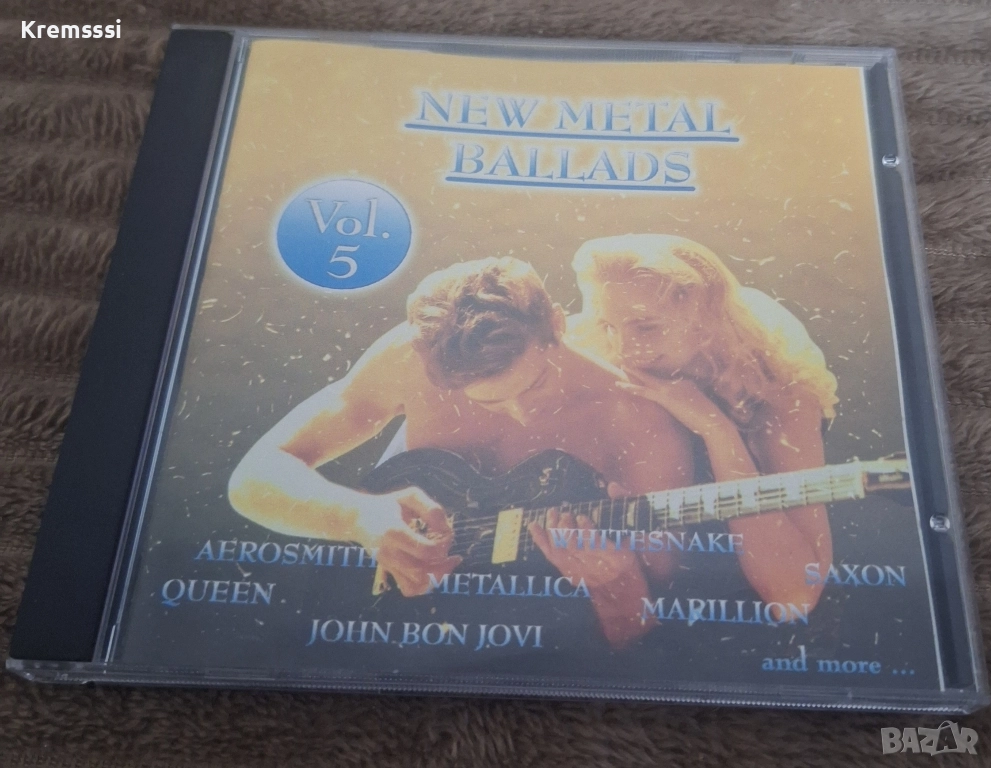 Kremsssi
NEW METAL
BALLADS
Vol.
5
AEROSMITH
WHITESNAKE
SAXON
QUEEN
METALLICA
MARILLION
JOHN BON JOVI
and more ...
BAZAR